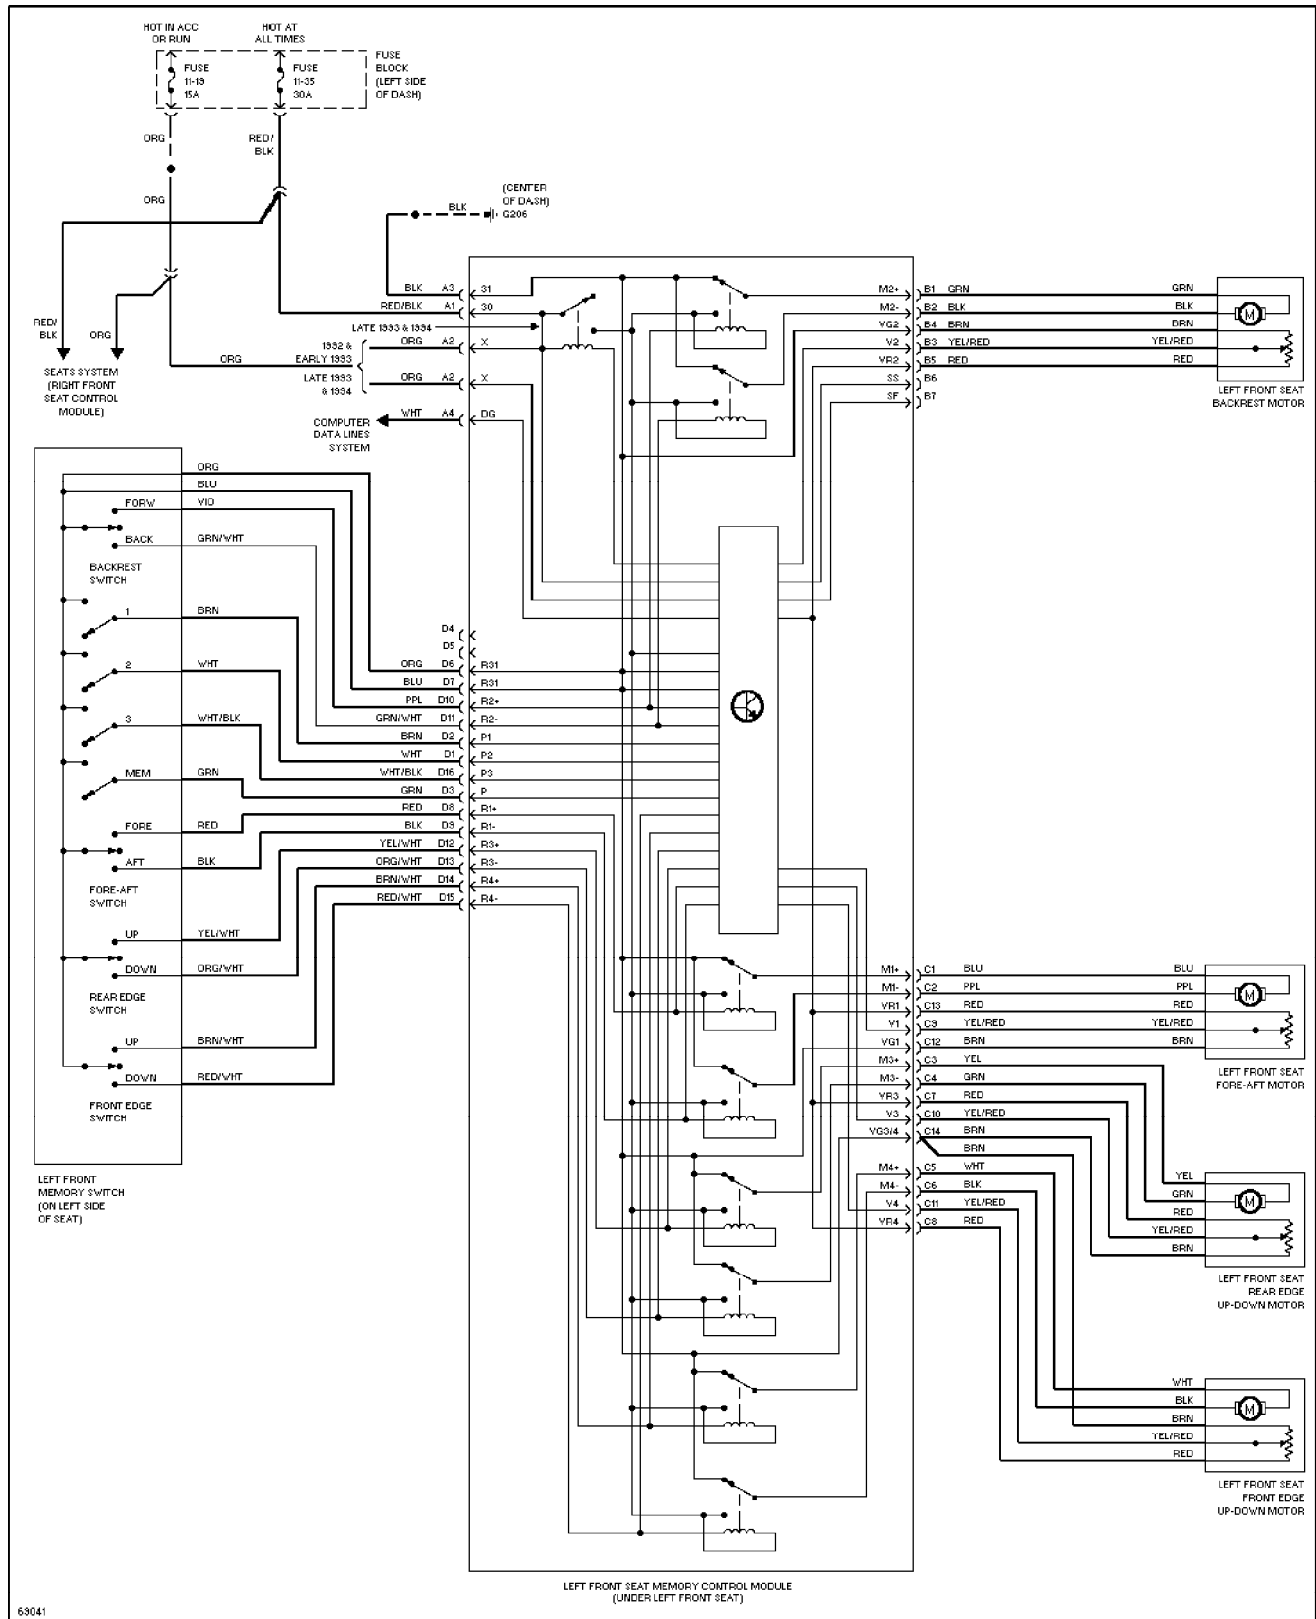 HOT IN ACC
OR RUN
HOT AT
ALL TIMES
FUSE
11-19
15A
FUSE
11-35
30A
FUSE
BLOCK
(LEFT SIDE
OF DASH)
ORG
RED/
BLK
ORG
BLK
(CENTER
OF DASH)
G206
RED/
BLK
ORG
SEATS SYSTEM
(RIGHT FRONT
SEAT CONTROL
MODULE)
ORG
BLK A3 31
RED/BLK A1 30
LATE 1993 & 1994
1992 &
EARLY 1993
ORG A2 X
LATE 1993
& 1994
ORG A2 X
WHT A4 DG
COMPUTER
DATA LINES
SYSTEM
M2+ B1 GRN GRN
M2- B2 BLK BLK
VG2 B4 BRN BRN
V2 B3 YEL/RED YEL/RED
VR2 B5 RED RED
SS B6
SF B7
M
LEFT FRONT SEAT
BACKREST MOTOR
ORG
BLU
FORW VIO
BACK GRN/WHT
BACKREST
SWITCH
1 BRN
2 WHT
3 WHT/BLK
MEM GRN
FORE RED
AFT BLK
FORE-AFT
SWITCH
UP YEL/WHT
DOWN ORG/WHT
REAR EDGE
SWITCH
UP BRN/WHT
DOWN RED/WHT
FRONT EDGE
SWITCH
LEFT FRONT
MEMORY SWITCH
(ON LEFT SIDE
OF SEAT)
D4
D5
ORG D6 R31
BLU D7 R31
PPL D10 R2+
GRN/WHT D11 R2-
BRN D2 P1
WHT D1 P2
WHT/BLK D16 P3
GRN D3 P
RED D8 R1+
BLK D9 R1-
YEL/WHT D12 R3+
ORG/WHT D13 R3-
BRN/WHT D14 R4+
RED/WHT D15 R4-
M1+ C1 BLU BLU
M1- C2 PPL PPL
VR1 C13 RED RED
V1 C9 YEL/RED YEL/RED
VG1 C12 BRN BRN
M
LEFT FRONT SEAT
FORE-AFT MOTOR
M3+ C3 YEL
M3- C4 GRN
VR3 C7 RED
V3 C10 YEL/RED
VG3/4 C14 BRN
BRN
M4+ C5 WHT
M4- C6 BLK
V4 C11 YEL/RED
VR4 C8 RED
YEL
GRN
RED
YEL/RED
BRN
M
LEFT FRONT SEAT
REAR EDGE
UP-DOWN MOTOR
WHT
BLK
BRN
YEL/RED
RED
M
LEFT FRONT SEAT
FRONT EDGE
UP-DOWN MOTOR
LEFT FRONT SEAT MEMORY CONTROL MODULE
(UNDER LEFT FRONT SEAT)
69041